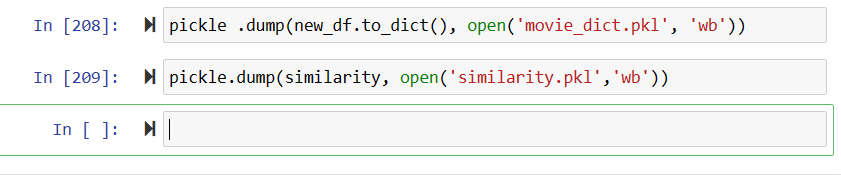 In [208]: pickle .dump(new_df.to_dict(), open('movie_dict.pkl', 'wb'))
In [209]: pickle.dump(similarity, open('similarity.pkl','wb'))
In [ ]: